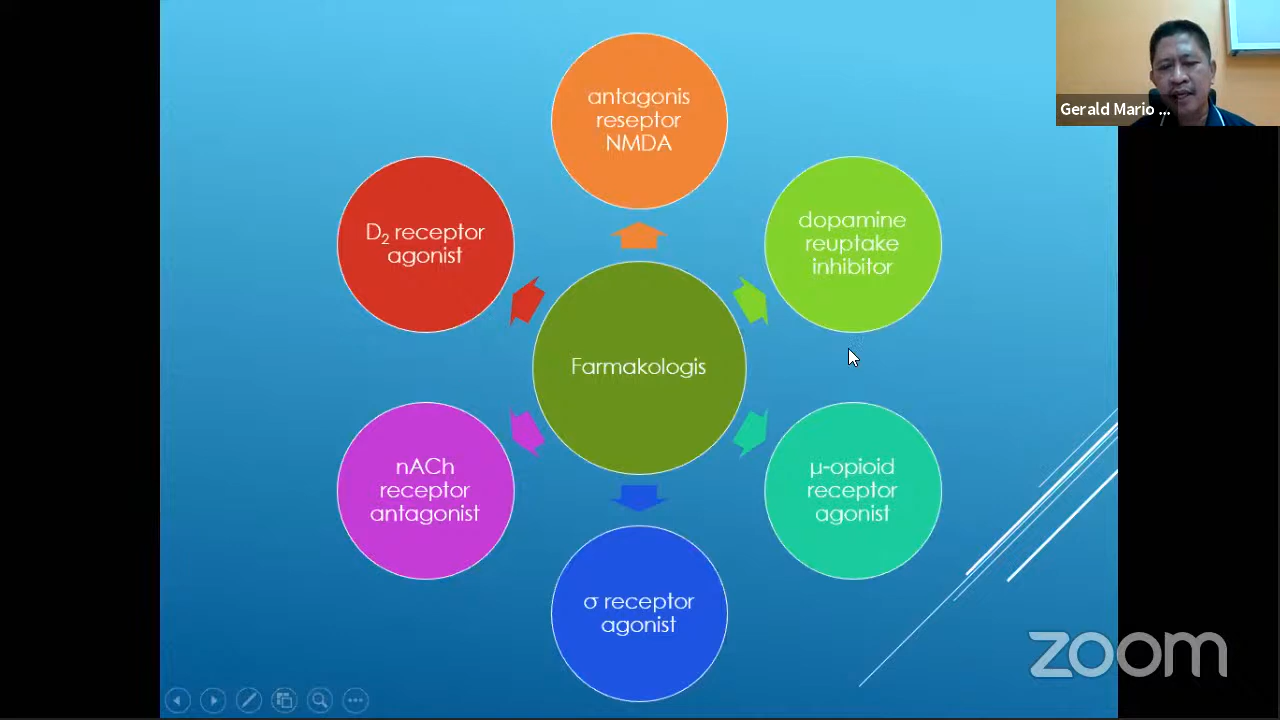 antagonis
reseptor
NMDA
dopamine
reuptake
inhibitor
μ-opioid
receptor
agonist
σ receptor
agonist
nACh
receptor
antagonist
D₂ receptor
agonist
Farmakologis
Gerald Mario ...
zoom